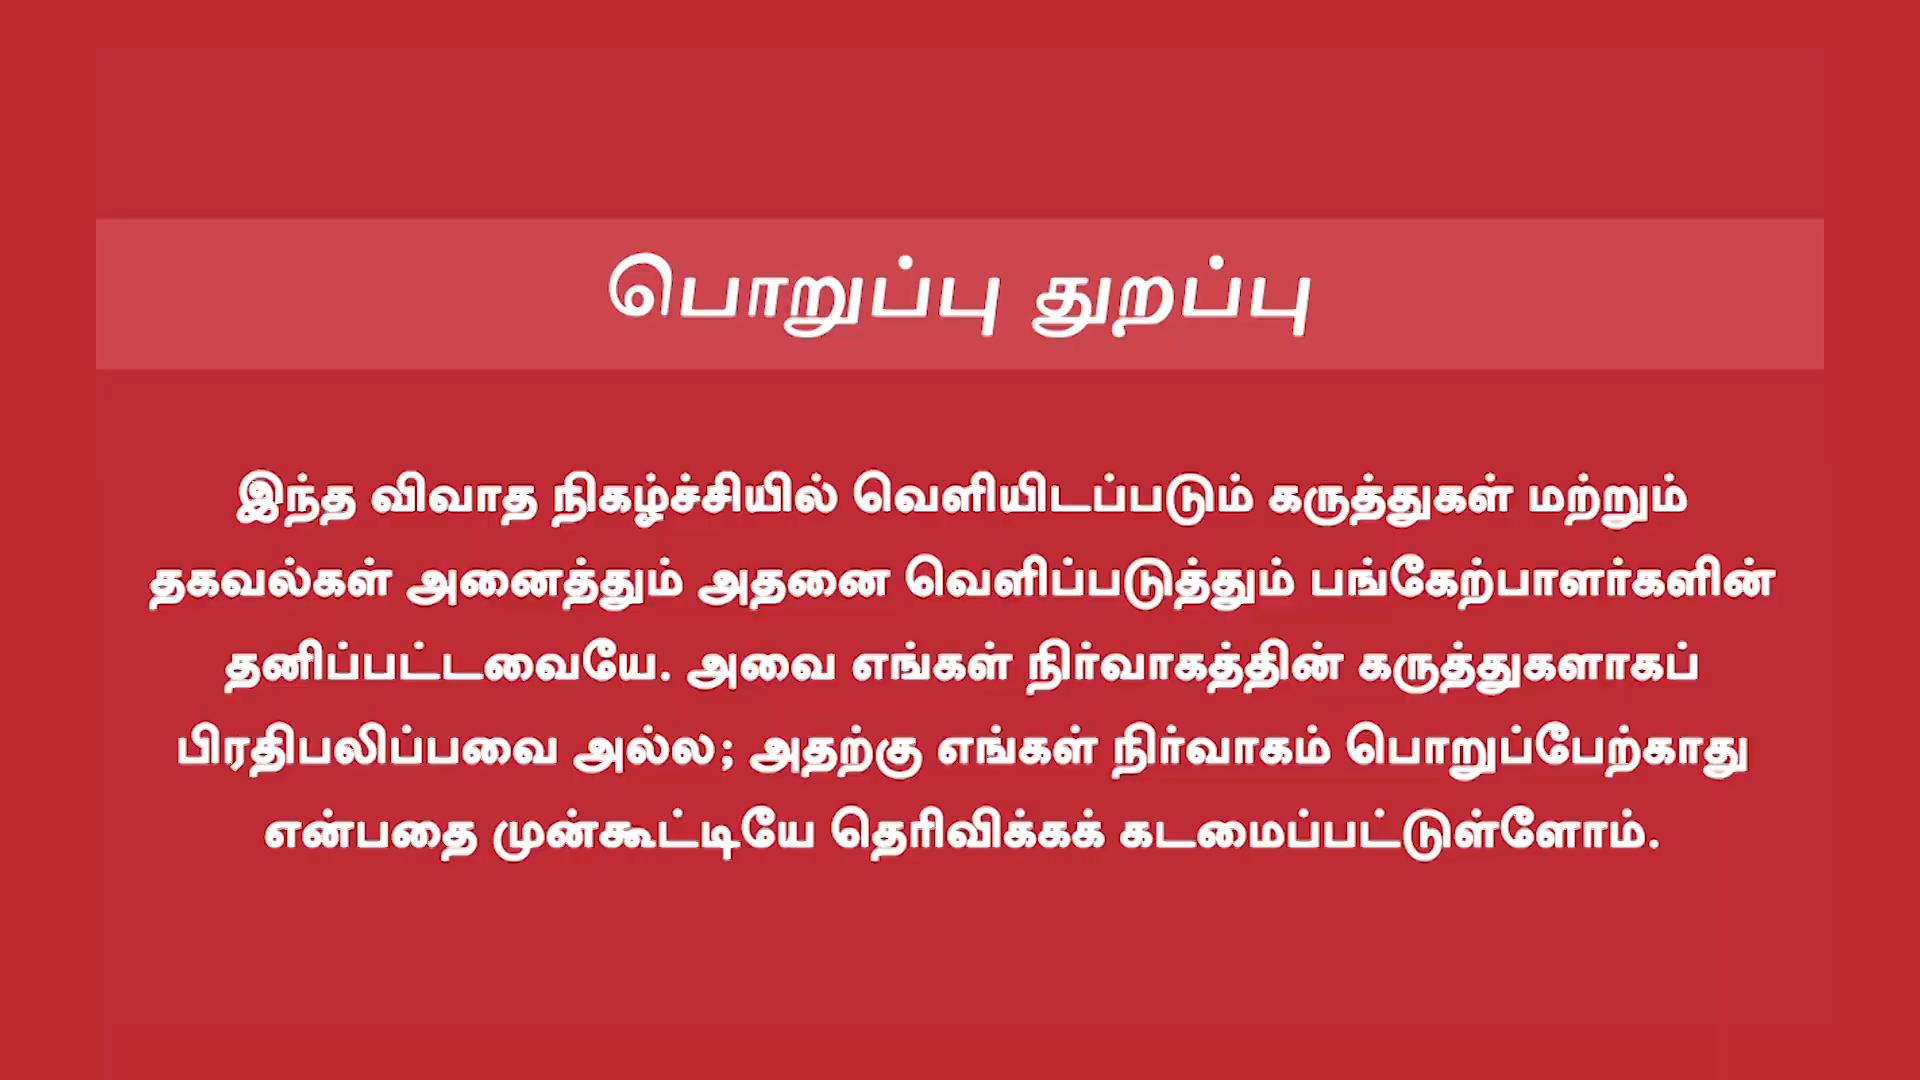 பொறுப்பு துறப்பு
இந்த விவாத நிகழ்ச்சியில் வெளியிடப்படும் கருத்துகள் மற்றும்
தகவல்கள் அனைத்தும் அதனை வெளிப்படுத்தும் பங்கேற்பாளர்களின்
தனிப்பட்டவையே. அவை எங்கள் நிர்வாகத்தின் கருத்துகளாகப்
பிரதிபலிப்பவை அல்ல; அதற்கு எங்கள் நிர்வாகம் பொறுப்பேற்காது
என்பதை முன்கூட்டியே தெரிவிக்கக் கடமைப்பட்டுள்ளோம்.